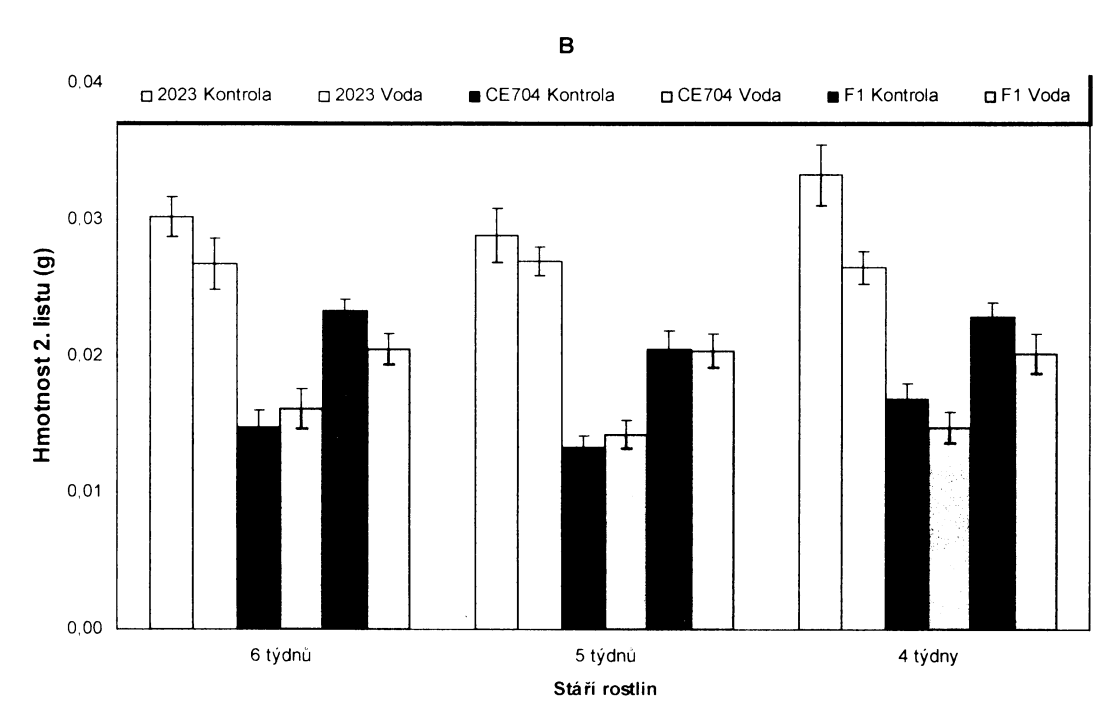 B
0,04
2023 Kontrola 2023 Voda CE704 Kontrola CE704 Voda F1 Kontrola F1 Voda
0,03
0,02
0,01
0,00
Hmotnost 2. listu (g)
6 týdnů 5 týdnů 4 týdny
Stáří rostlin